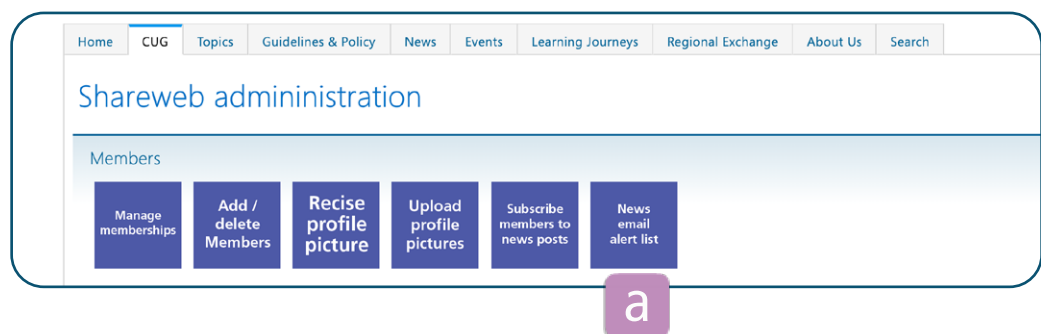 Home CUG Topics Guidelines & Policy News Events Learning Journeys Regional Exchange About Us Search
Shareweb admininistration
Members
Manage
memberships
Add /
delete
Members
Recise
profile
picture
Upload
profile
pictures
Subscribe
members to
news posts
News
email
alert list
a